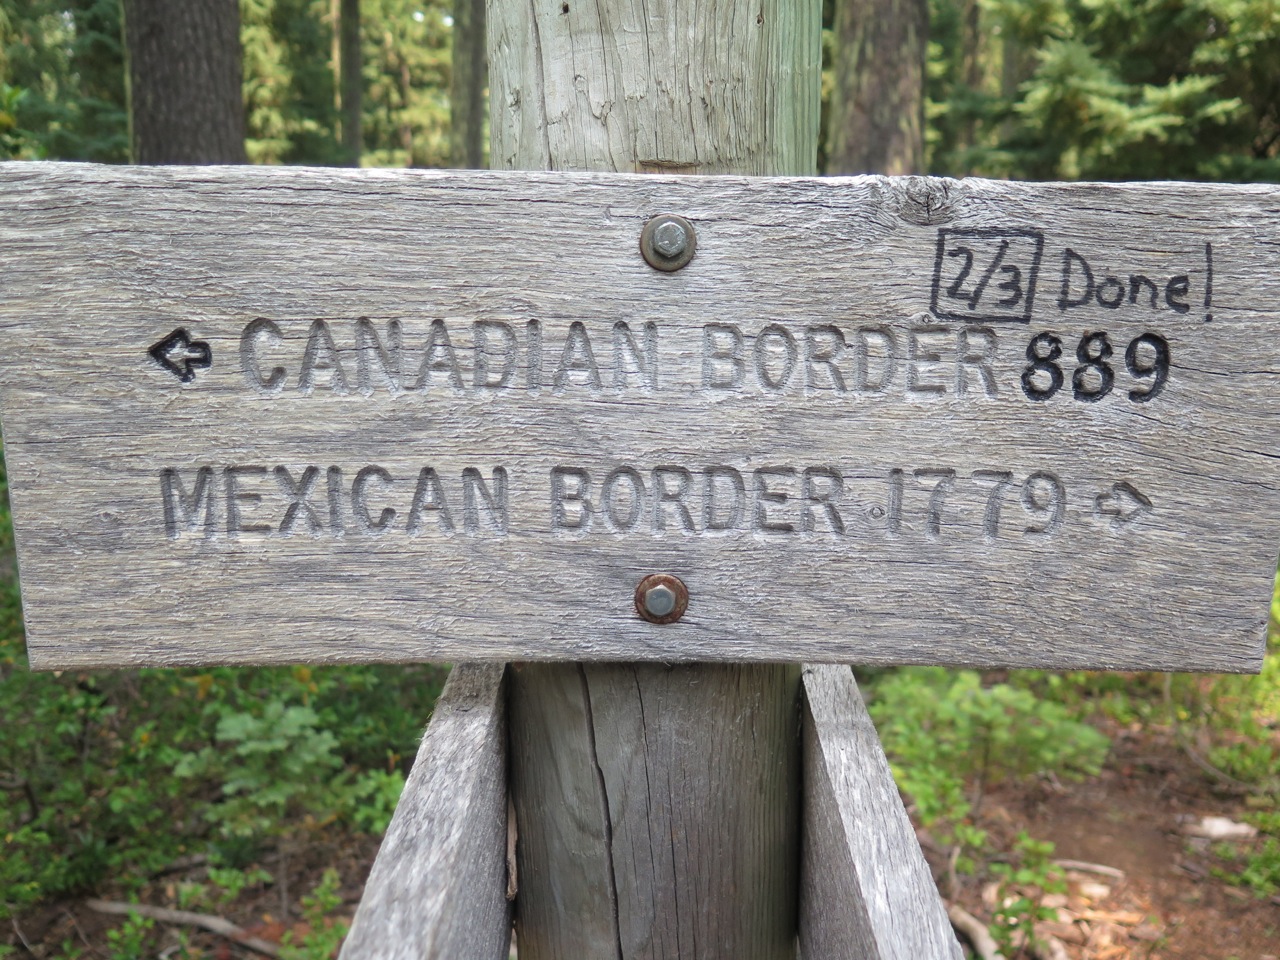 2/3 Done!
CANADIAN BORDER 889
MEXICAN BORDER 1779